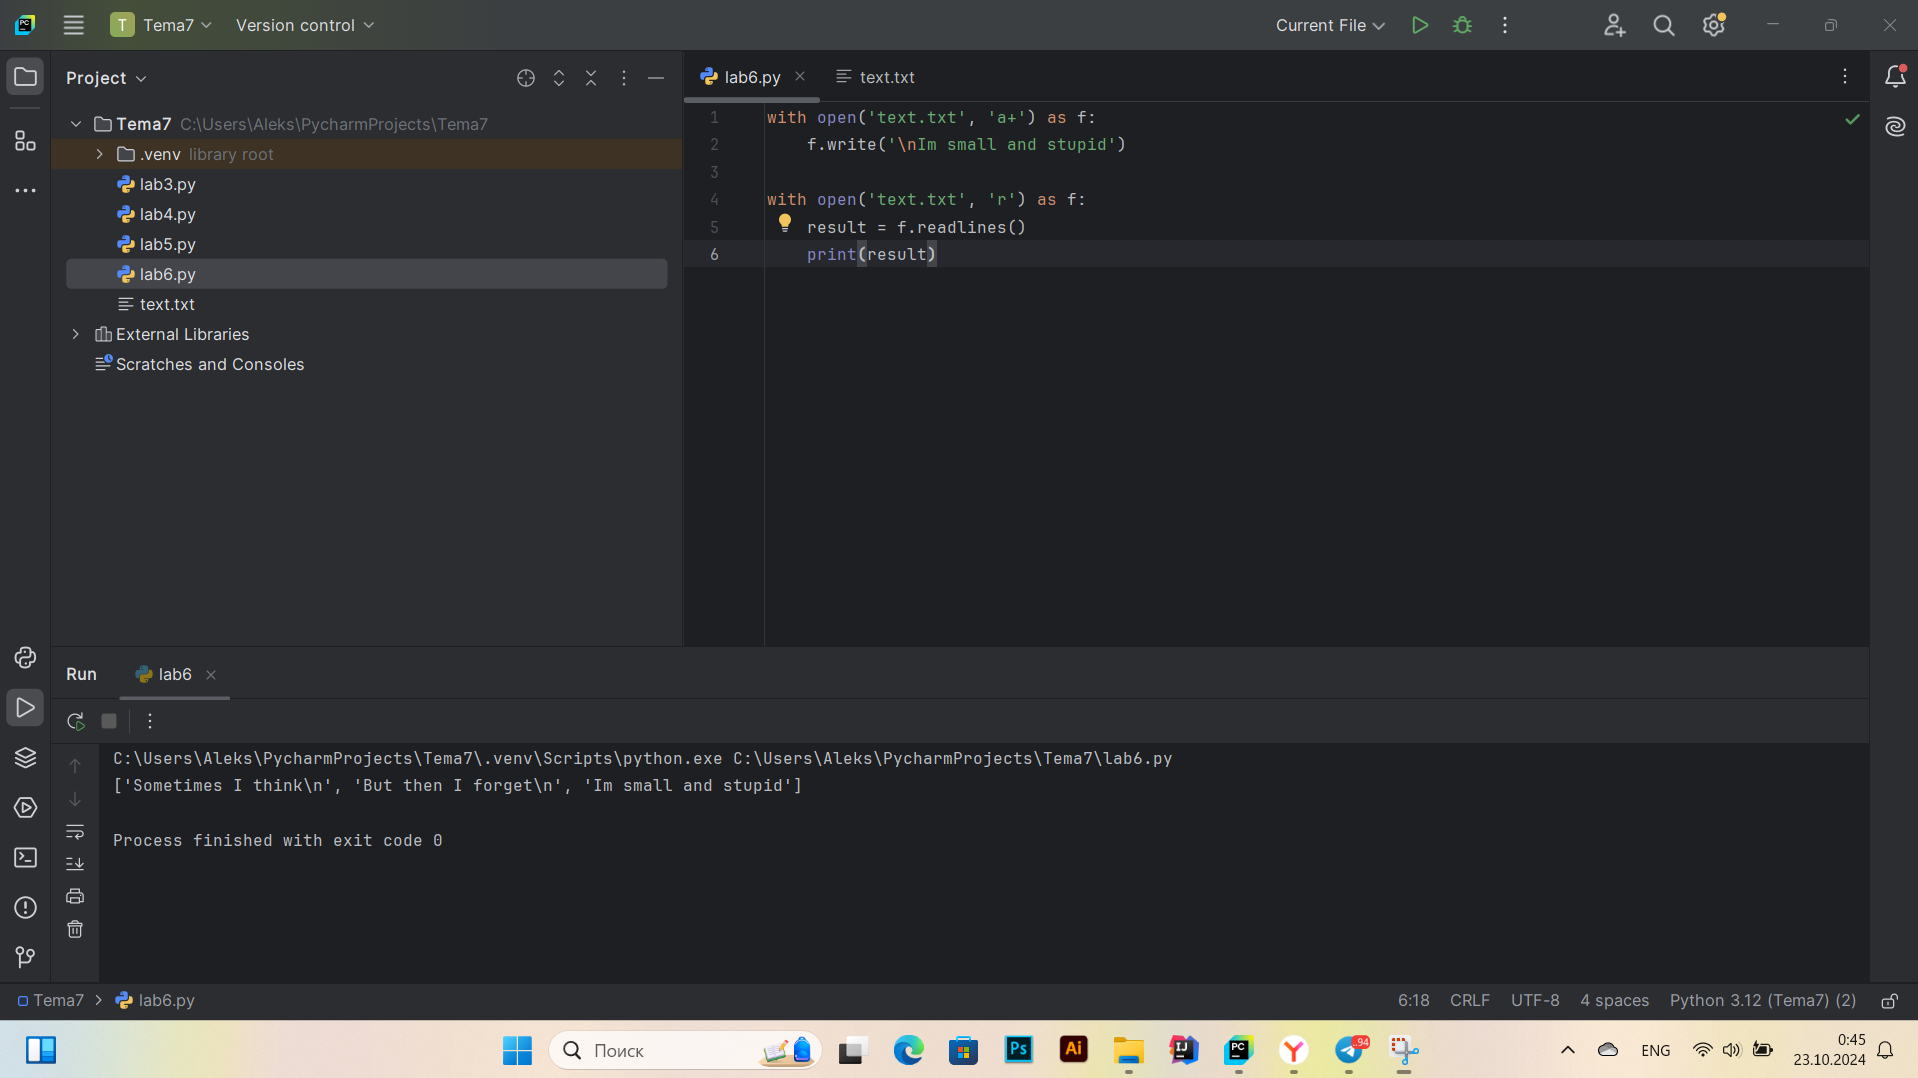 T Tema7 Version control Current File
Project
lab6.py text.txt
Tema7 C:\Users\Aleks\PycharmProjects\Tema7
.venv library root
lab3.py
lab4.py
lab5.py
lab6.py
text.txt
External Libraries
Scratches and Consoles
1 with open('text.txt', 'a+') as f:
2 f.write('\nIm small and stupid')
3
4 with open('text.txt', 'r') as f:
5 result = f.readlines()
6 print(result)
Run lab6
C:\Users\Aleks\PycharmProjects\Tema7\.venv\Scripts\python.exe C:\Users\Aleks\PycharmProjects\Tema7\lab6.py
['Sometimes I think\n', 'But then I forget\n', 'Im small and stupid']
Process finished with exit code 0
Tema7 > lab6.py 6:18 CRLF UTF-8 4 spaces Python 3.12 (Tema7) (2)
Поиск Ps Ai IJ PC 94 ENG
0:45
23.10.2024